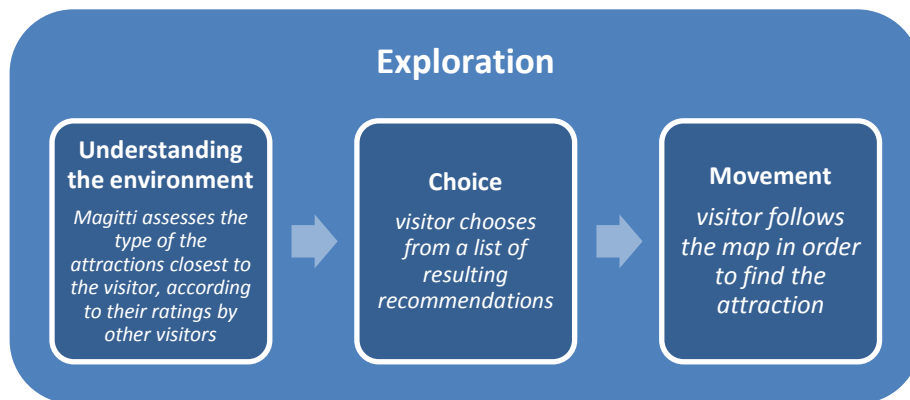 Exploration
Understanding
the environment
Magitti assesses the
type of the
attractions closest to
the visitor, according
to their ratings by
other visitors
Choice
visitor chooses
from a list of
resulting
recommendations
Movement
visitor follows
the map in order
to find the
attraction